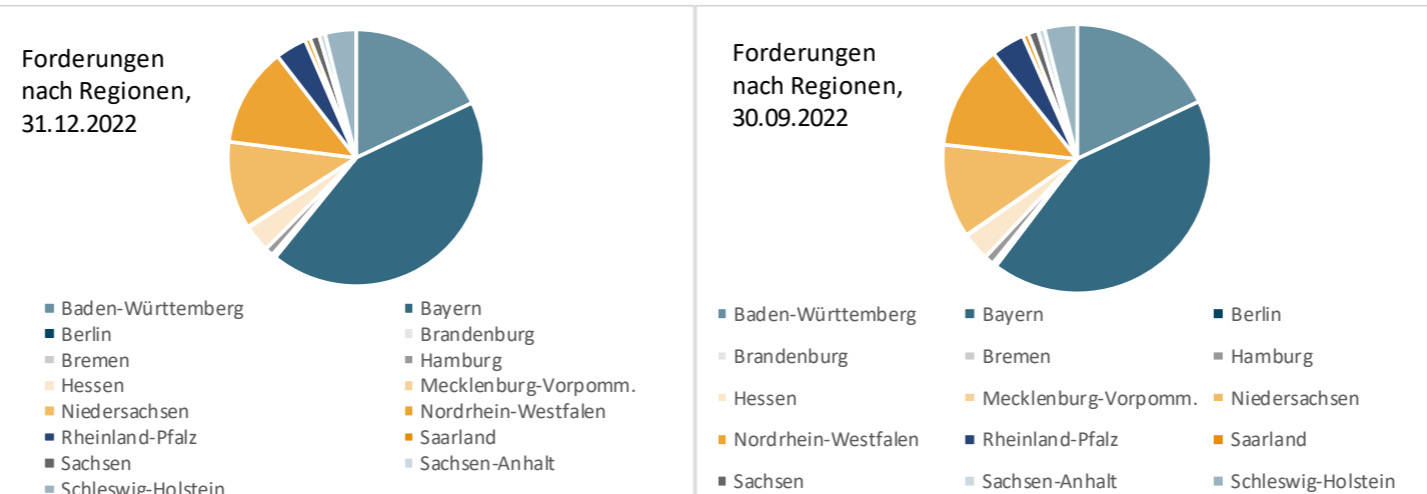 Forderungen
nach Regionen,
31.12.2022
Baden-Württemberg
Bayern
Berlin
Brandenburg
Bremen
Hamburg
Hessen
Mecklenburg-Vorpomm.
Niedersachsen
Nordrhein-Westfalen
Rheinland-Pfalz
Saarland
Sachsen
Sachsen-Anhalt
Schleswig-Holstein
Forderungen
nach Regionen,
30.09.2022
Baden-Württemberg
Bayern
Berlin
Brandenburg
Bremen
Hamburg
Hessen
Mecklenburg-Vorpomm.
Niedersachsen
Nordrhein-Westfalen
Rheinland-Pfalz
Saarland
Sachsen
Sachsen-Anhalt
Schleswig-Holstein